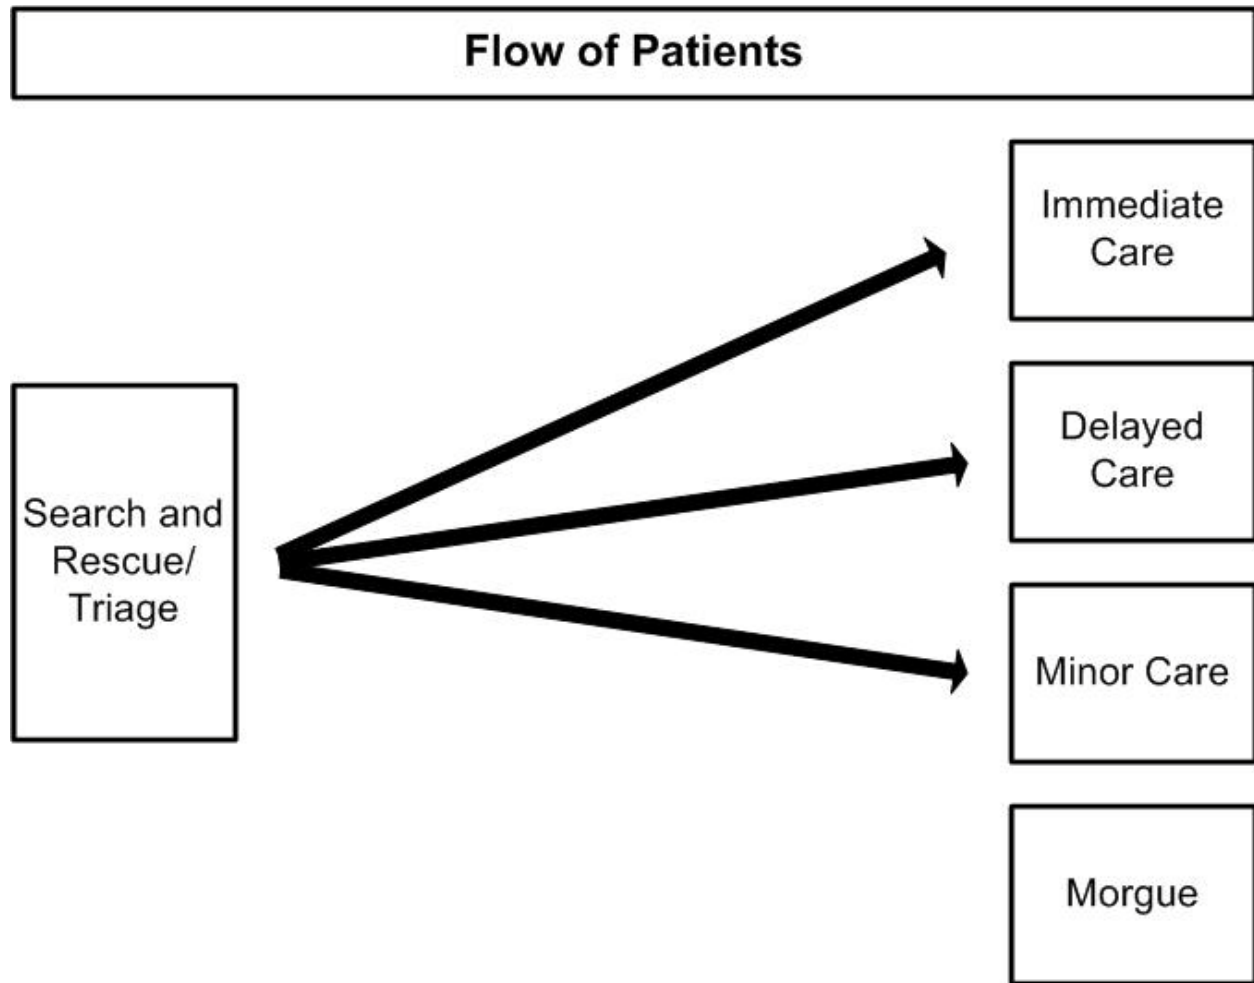 Flow of Patients
Immediate
Care
Delayed
Care
Search and
Rescue/
Triage
Minor Care
Morgue